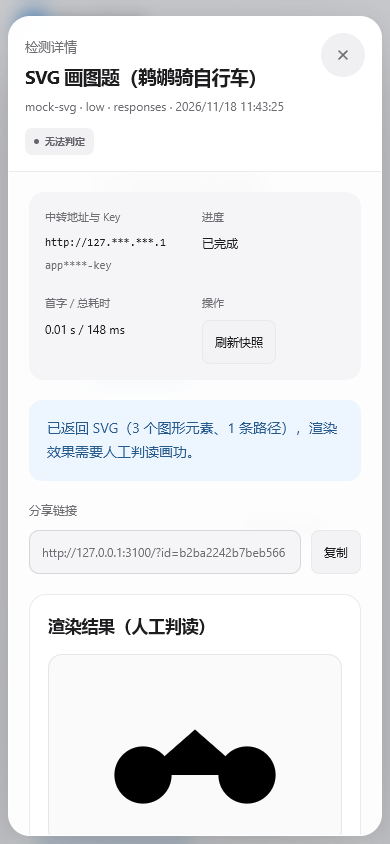 检测详情
SVG 画图题（鹈鹕骑自行车）
mock-svg · low · responses · 2026/11/18 11:43:25
无法判定
中转地址与 Key
http://127.***.***.1
app****-key
进度
已完成
首字 / 总耗时
0.01 s / 148 ms
操作
刷新快照
已返回 SVG（3 个图形元素、1 条路径），渲染
效果需要人工判读画功。
分享链接
http://127.0.0.1:3100/?id=b2ba2242b7beb566
复制
渲染结果（人工判读）